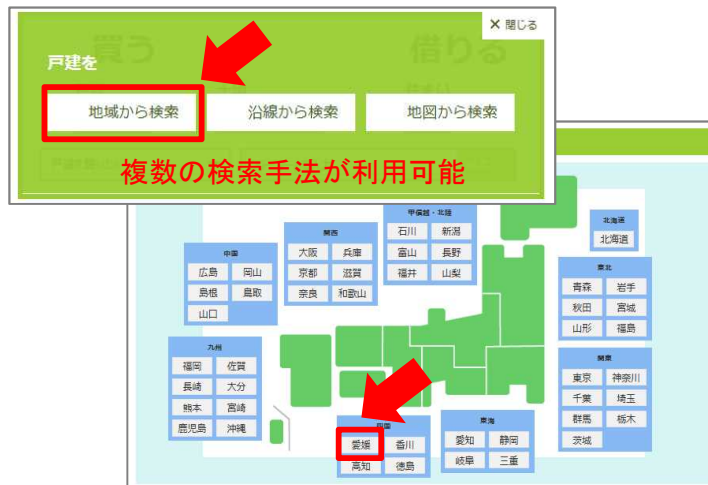 × 閉じる
買う
借りる
戸建を
地域から検索
沿線から検索
地図から検索
複数の検索手法が利用可能
甲信越・北陸
石川 新潟
富山 長野
福井 山梨
北海道
北海道
関西
大阪 兵庫
京都 滋賀
奈良 和歌山
中国
広島 岡山
島根 鳥取
山口
東北
青森 岩手
秋田 宮城
山形 福島
九州
福岡 佐賀
長崎 大分
熊本 宮崎
鹿児島 沖縄
関東
東京 神奈川
千葉 埼玉
群馬 栃木
茨城
四国
愛媛 香川
高知 徳島
東海
愛知 静岡
岐阜 三重